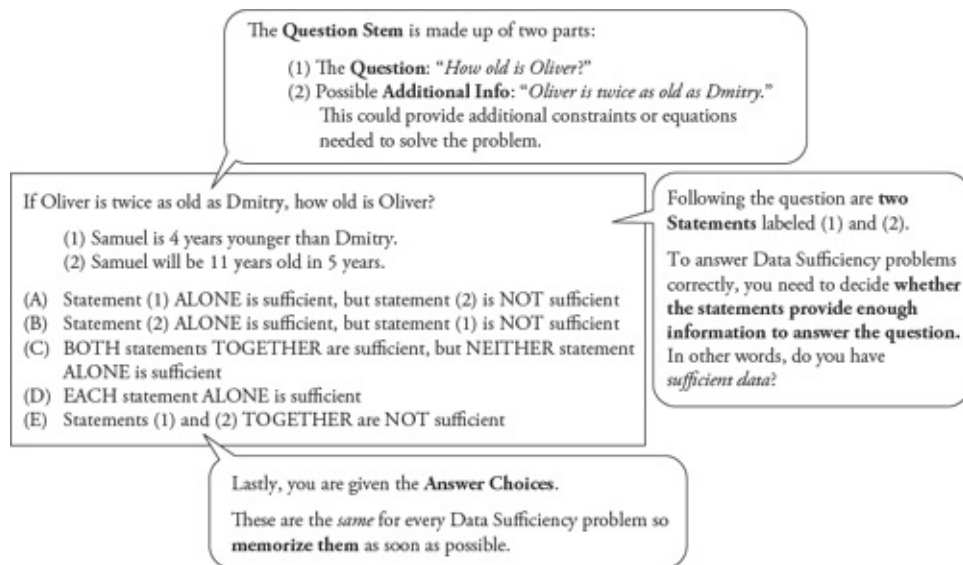 The Question Stem is made up of two parts:
(1) The Question: “How old is Oliver?”
(2) Possible Additional Info: “Oliver is twice as old as Dmitry.”
This could provide additional constraints or equations
needed to solve the problem.
If Oliver is twice as old as Dmitry, how old is Oliver?
(1) Samuel is 4 years younger than Dmitry.
(2) Samuel will be 11 years old in 5 years.
(A) Statement (1) ALONE is sufficient, but statement (2) is NOT sufficient
(B) Statement (2) ALONE is sufficient, but statement (1) is NOT sufficient
(C) BOTH statements TOGETHER are sufficient, but NEITHER statement
ALONE is sufficient
(D) EACH statement ALONE is sufficient
(E) Statements (1) and (2) TOGETHER are NOT sufficient
Following the question are two
Statements labeled (1) and (2).
To answer Data Sufficiency problems
correctly, you need to decide whether
the statements provide enough
information to answer the question.
In other words, do you have
sufficient data?
Lastly, you are given the Answer Choices.
These are the same for every Data Sufficiency problem so
memorize them as soon as possible.